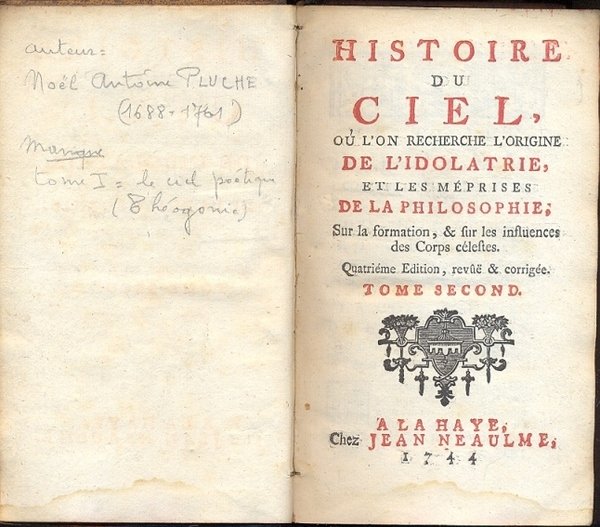 auteur =
Noël Antoine PLUCHE
(1688-1761)
Manque
tome I = le ciel poétique
(Théogonie)
HISTOIRE
DU
CIEL,
OÙ L'ON RECHERCHE L'ORIGINE
DE L'IDOLATRIE,
ET LES MÉPRISES
DE LA PHILOSOPHIE,
Sur la formation, & ſur les influences
des Corps céleſtes.
Quatriéme Edition, revûë & corrigée.
TOME SECOND.
A LA HAYE,
Chez JEAN NEAULME,
1744